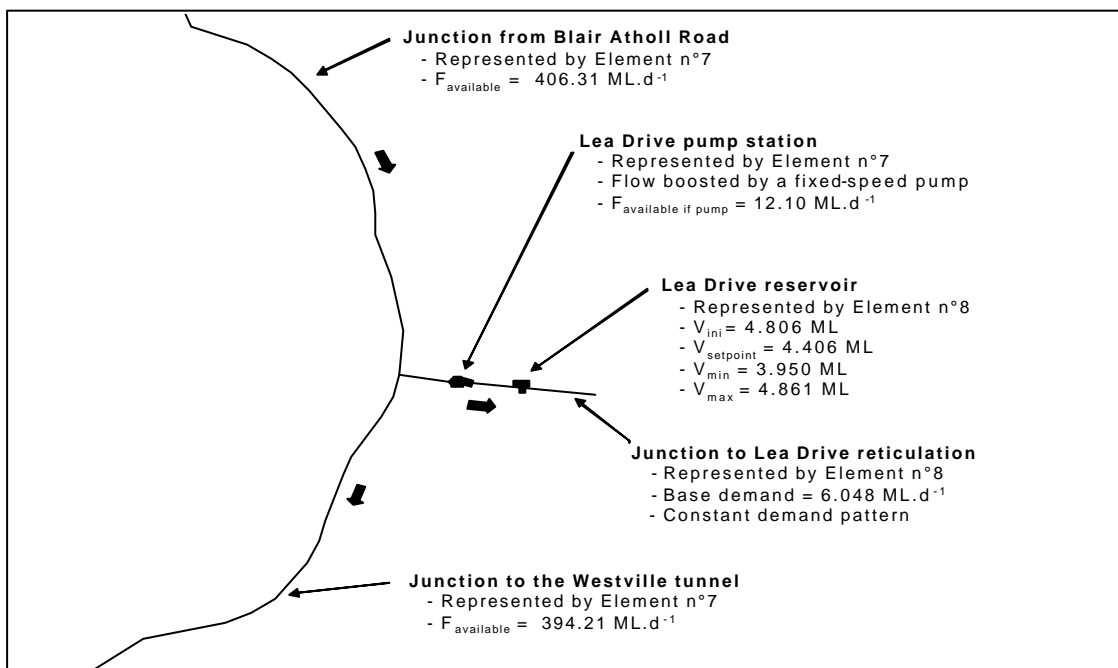 Junction from Blair Atholl Road
- Represented by Element n°7
- F_available = 406.31 ML.d⁻¹
Lea Drive pump station
- Represented by Element n°7
- Flow boosted by a fixed-speed pump
- F_available if pump = 12.10 ML.d⁻¹
Lea Drive reservoir
- Represented by Element n°8
- V_ini = 4.806 ML
- V_setpoint = 4.406 ML
- V_min = 3.950 ML
- V_max = 4.861 ML
Junction to Lea Drive reticulation
- Represented by Element n°8
- Base demand = 6.048 ML.d⁻¹
- Constant demand pattern
Junction to the Westville tunnel
- Represented by Element n°7
- F_available = 394.21 ML.d⁻¹